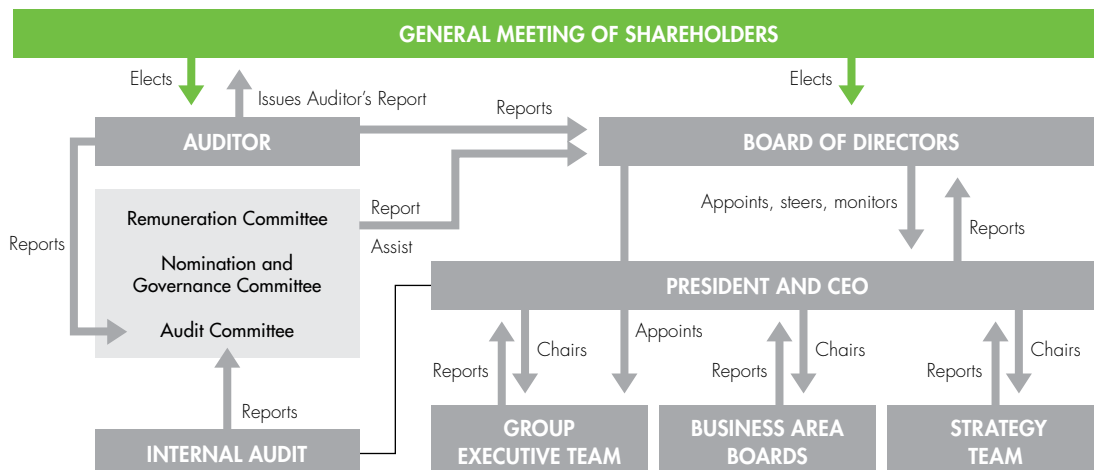 GENERAL MEETING OF SHAREHOLDERS
Elects
Issues Auditor’s Report
Elects
AUDITOR
Reports
BOARD OF DIRECTORS
Remuneration Committee
Nomination and
Governance Committee
Audit Committee
Reports
Report
Assist
Appoints, steers, monitors
Reports
PRESIDENT AND CEO
Reports
Chairs
Appoints
Reports
Chairs
Reports
Chairs
Reports
INTERNAL AUDIT
GROUP
EXECUTIVE TEAM
BUSINESS AREA
BOARDS
STRATEGY
TEAM